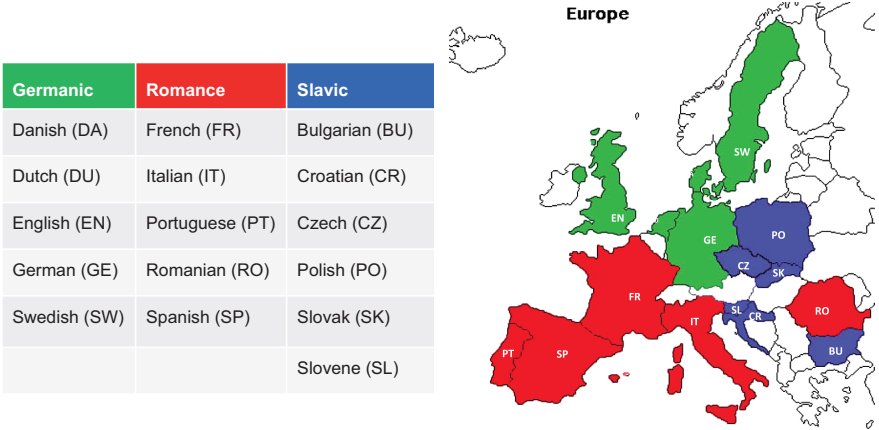 Germanic Romance Slavic
Danish (DA) French (FR) Bulgarian (BU)
Dutch (DU) Italian (IT) Croatian (CR)
English (EN) Portuguese (PT) Czech (CZ)
German (GE) Romanian (RO) Polish (PO)
Swedish (SW) Spanish (SP) Slovak (SK)
Slovene (SL)
Europe
SW
EN
GE
PO
CZ
SK
FR
RO
SL
CR
IT
BU
PT
SP